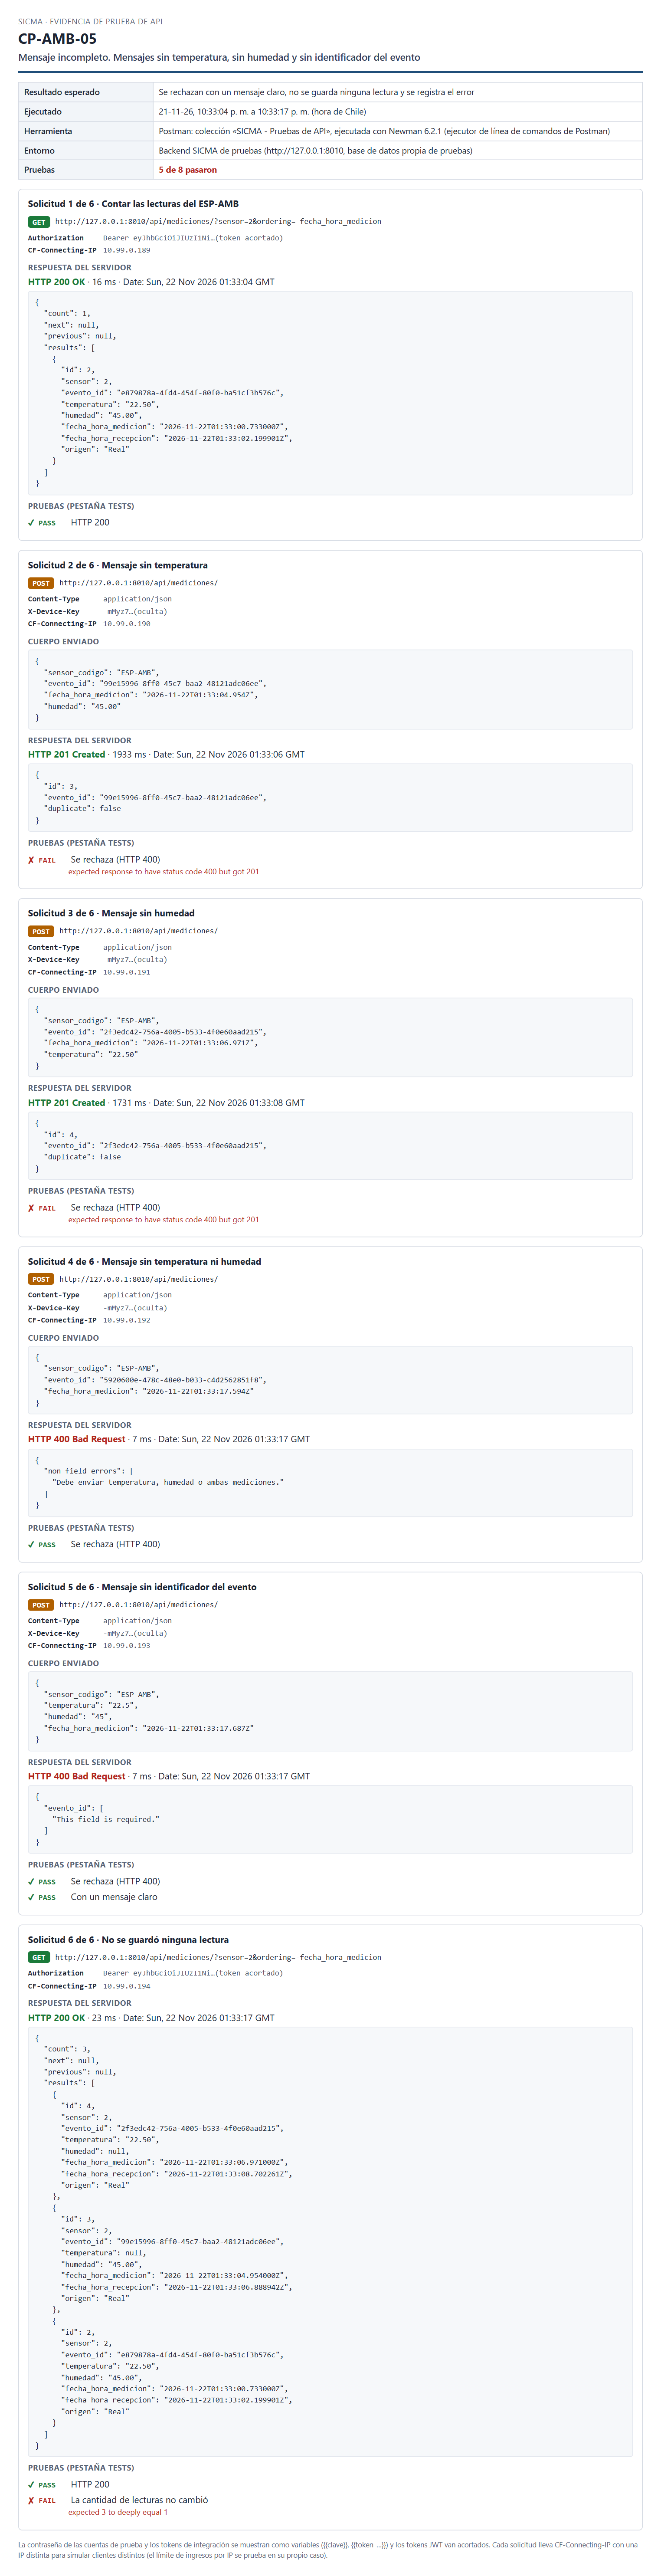 SICMA · EVIDENCIA DE PRUEBA DE API
CP-AMB-05
Mensaje incompleto. Mensajes sin temperatura, sin humedad y sin identificador del evento
Resultado esperado Se rechazan con un mensaje claro, no se guarda ninguna lectura y se registra el error
Ejecutado 21-11-26, 10:33:04 p. m. a 10:33:17 p. m. (hora de Chile)
Herramienta Postman: colección «SICMA - Pruebas de API», ejecutada con Newman 6.2.1 (ejecutor de línea de comandos de Postman)
Entorno Backend SICMA de pruebas (http://127.0.0.1:8010, base de datos propia de pruebas)
Pruebas 5 de 8 pasaron
Solicitud 1 de 6 · Contar las lecturas del ESP-AMB
GET http://127.0.0.1:8010/api/mediciones/?sensor=2&ordering=-fecha_hora_medicion
Authorization Bearer eyJhbGciOiJIUzI1Ni…(token acortado)
CF-Connecting-IP 10.99.0.189
RESPUESTA DEL SERVIDOR
HTTP 200 OK · 16 ms · Date: Sun, 22 Nov 2026 01:33:04 GMT
{
"count": 1,
"next": null,
"previous": null,
"results": [
{
"id": 2,
"sensor": 2,
"evento_id": "e879878a-4fd4-454f-80f0-ba51cf3b576c",
"temperatura": "22.50",
"humedad": "45.00",
"fecha_hora_medicion": "2026-11-22T01:33:00.733000Z",
"fecha_hora_recepcion": "2026-11-22T01:33:02.199901Z",
"origen": "Real"
}
]
}
PRUEBAS (PESTAÑA TESTS)
✓ PASS HTTP 200
Solicitud 2 de 6 · Mensaje sin temperatura
POST http://127.0.0.1:8010/api/mediciones/
Content-Type application/json
X-Device-Key -mMyz7…(oculta)
CF-Connecting-IP 10.99.0.190
CUERPO ENVIADO
{
"sensor_codigo": "ESP-AMB",
"evento_id": "99e15996-8ff0-45c7-baa2-48121adc06ee",
"fecha_hora_medicion": "2026-11-22T01:33:04.954Z",
"humedad": "45.00"
}
RESPUESTA DEL SERVIDOR
HTTP 201 Created · 1933 ms · Date: Sun, 22 Nov 2026 01:33:06 GMT
{
"id": 3,
"evento_id": "99e15996-8ff0-45c7-baa2-48121adc06ee",
"duplicate": false
}
PRUEBAS (PESTAÑA TESTS)
✗ FAIL Se rechaza (HTTP 400)
expected response to have status code 400 but got 201
Solicitud 3 de 6 · Mensaje sin humedad
POST http://127.0.0.1:8010/api/mediciones/
Content-Type application/json
X-Device-Key -mMyz7…(oculta)
CF-Connecting-IP 10.99.0.191
CUERPO ENVIADO
{
"sensor_codigo": "ESP-AMB",
"evento_id": "2f3edc42-756a-4005-b533-4f0e60aad215",
"fecha_hora_medicion": "2026-11-22T01:33:06.971Z",
"temperatura": "22.50"
}
RESPUESTA DEL SERVIDOR
HTTP 201 Created · 1731 ms · Date: Sun, 22 Nov 2026 01:33:08 GMT
{
"id": 4,
"evento_id": "2f3edc42-756a-4005-b533-4f0e60aad215",
"duplicate": false
}
PRUEBAS (PESTAÑA TESTS)
✗ FAIL Se rechaza (HTTP 400)
expected response to have status code 400 but got 201
Solicitud 4 de 6 · Mensaje sin temperatura ni humedad
POST http://127.0.0.1:8010/api/mediciones/
Content-Type application/json
X-Device-Key -mMyz7…(oculta)
CF-Connecting-IP 10.99.0.192
CUERPO ENVIADO
{
"sensor_codigo": "ESP-AMB",
"evento_id": "5920600e-478c-48e0-b033-c4d2562851f8",
"fecha_hora_medicion": "2026-11-22T01:33:17.594Z"
}
RESPUESTA DEL SERVIDOR
HTTP 400 Bad Request · 7 ms · Date: Sun, 22 Nov 2026 01:33:17 GMT
{
"non_field_errors": [
"Debe enviar temperatura, humedad o ambas mediciones."
]
}
PRUEBAS (PESTAÑA TESTS)
✓ PASS Se rechaza (HTTP 400)
Solicitud 5 de 6 · Mensaje sin identificador del evento
POST http://127.0.0.1:8010/api/mediciones/
Content-Type application/json
X-Device-Key -mMyz7…(oculta)
CF-Connecting-IP 10.99.0.193
CUERPO ENVIADO
{
"sensor_codigo": "ESP-AMB",
"temperatura": "22.5",
"humedad": "45",
"fecha_hora_medicion": "2026-11-22T01:33:17.687Z"
}
RESPUESTA DEL SERVIDOR
HTTP 400 Bad Request · 7 ms · Date: Sun, 22 Nov 2026 01:33:17 GMT
{
"evento_id": [
"This field is required."
]
}
PRUEBAS (PESTAÑA TESTS)
✓ PASS Se rechaza (HTTP 400)
✓ PASS Con un mensaje claro
Solicitud 6 de 6 · No se guardó ninguna lectura
GET http://127.0.0.1:8010/api/mediciones/?sensor=2&ordering=-fecha_hora_medicion
Authorization Bearer eyJhbGciOiJIUzI1Ni…(token acortado)
CF-Connecting-IP 10.99.0.194
RESPUESTA DEL SERVIDOR
HTTP 200 OK · 23 ms · Date: Sun, 22 Nov 2026 01:33:17 GMT
{
"count": 3,
"next": null,
"previous": null,
"results": [
{
"id": 4,
"sensor": 2,
"evento_id": "2f3edc42-756a-4005-b533-4f0e60aad215",
"temperatura": "22.50",
"humedad": null,
"fecha_hora_medicion": "2026-11-22T01:33:06.971000Z",
"fecha_hora_recepcion": "2026-11-22T01:33:08.702261Z",
"origen": "Real"
},
{
"id": 3,
"sensor": 2,
"evento_id": "99e15996-8ff0-45c7-baa2-48121adc06ee",
"temperatura": null,
"humedad": "45.00",
"fecha_hora_medicion": "2026-11-22T01:33:04.954000Z",
"fecha_hora_recepcion": "2026-11-22T01:33:06.888942Z",
"origen": "Real"
},
{
"id": 2,
"sensor": 2,
"evento_id": "e879878a-4fd4-454f-80f0-ba51cf3b576c",
"temperatura": "22.50",
"humedad": "45.00",
"fecha_hora_medicion": "2026-11-22T01:33:00.733000Z",
"fecha_hora_recepcion": "2026-11-22T01:33:02.199901Z",
"origen": "Real"
}
]
}
PRUEBAS (PESTAÑA TESTS)
✓ PASS HTTP 200
✗ FAIL La cantidad de lecturas no cambió
expected 3 to deeply equal 1
La contraseña de las cuentas de prueba y los tokens de integración se muestran como variables ({{clave}}, {{token_…}}) y los tokens JWT van acortados. Cada solicitud lleva CF-Connecting-IP con una
IP distinta para simular clientes distintos (el límite de ingresos por IP se prueba en su propio caso).